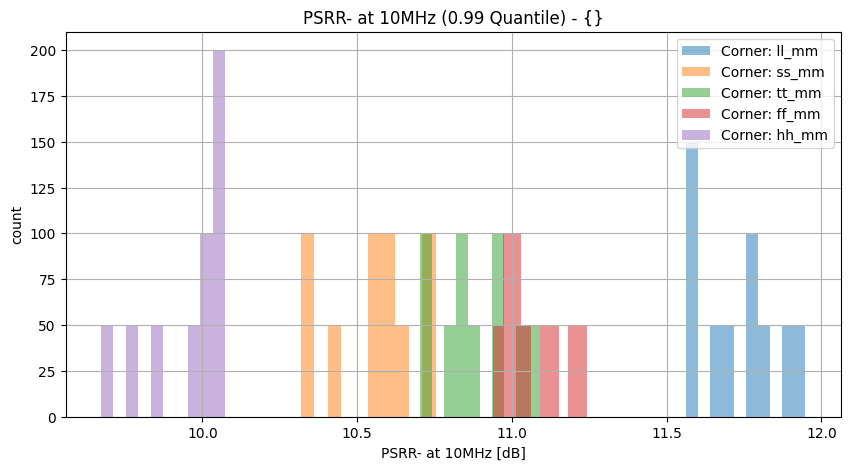 PSRR- at 10MHz (0.99 Quantile) - {}
Corner: ll_mm
Corner: ss_mm
Corner: tt_mm
Corner: ff_mm
Corner: hh_mm
count
200
175
150
125
100
75
50
25
0
10.0 10.5 11.0 11.5 12.0
PSRR- at 10MHz [dB]